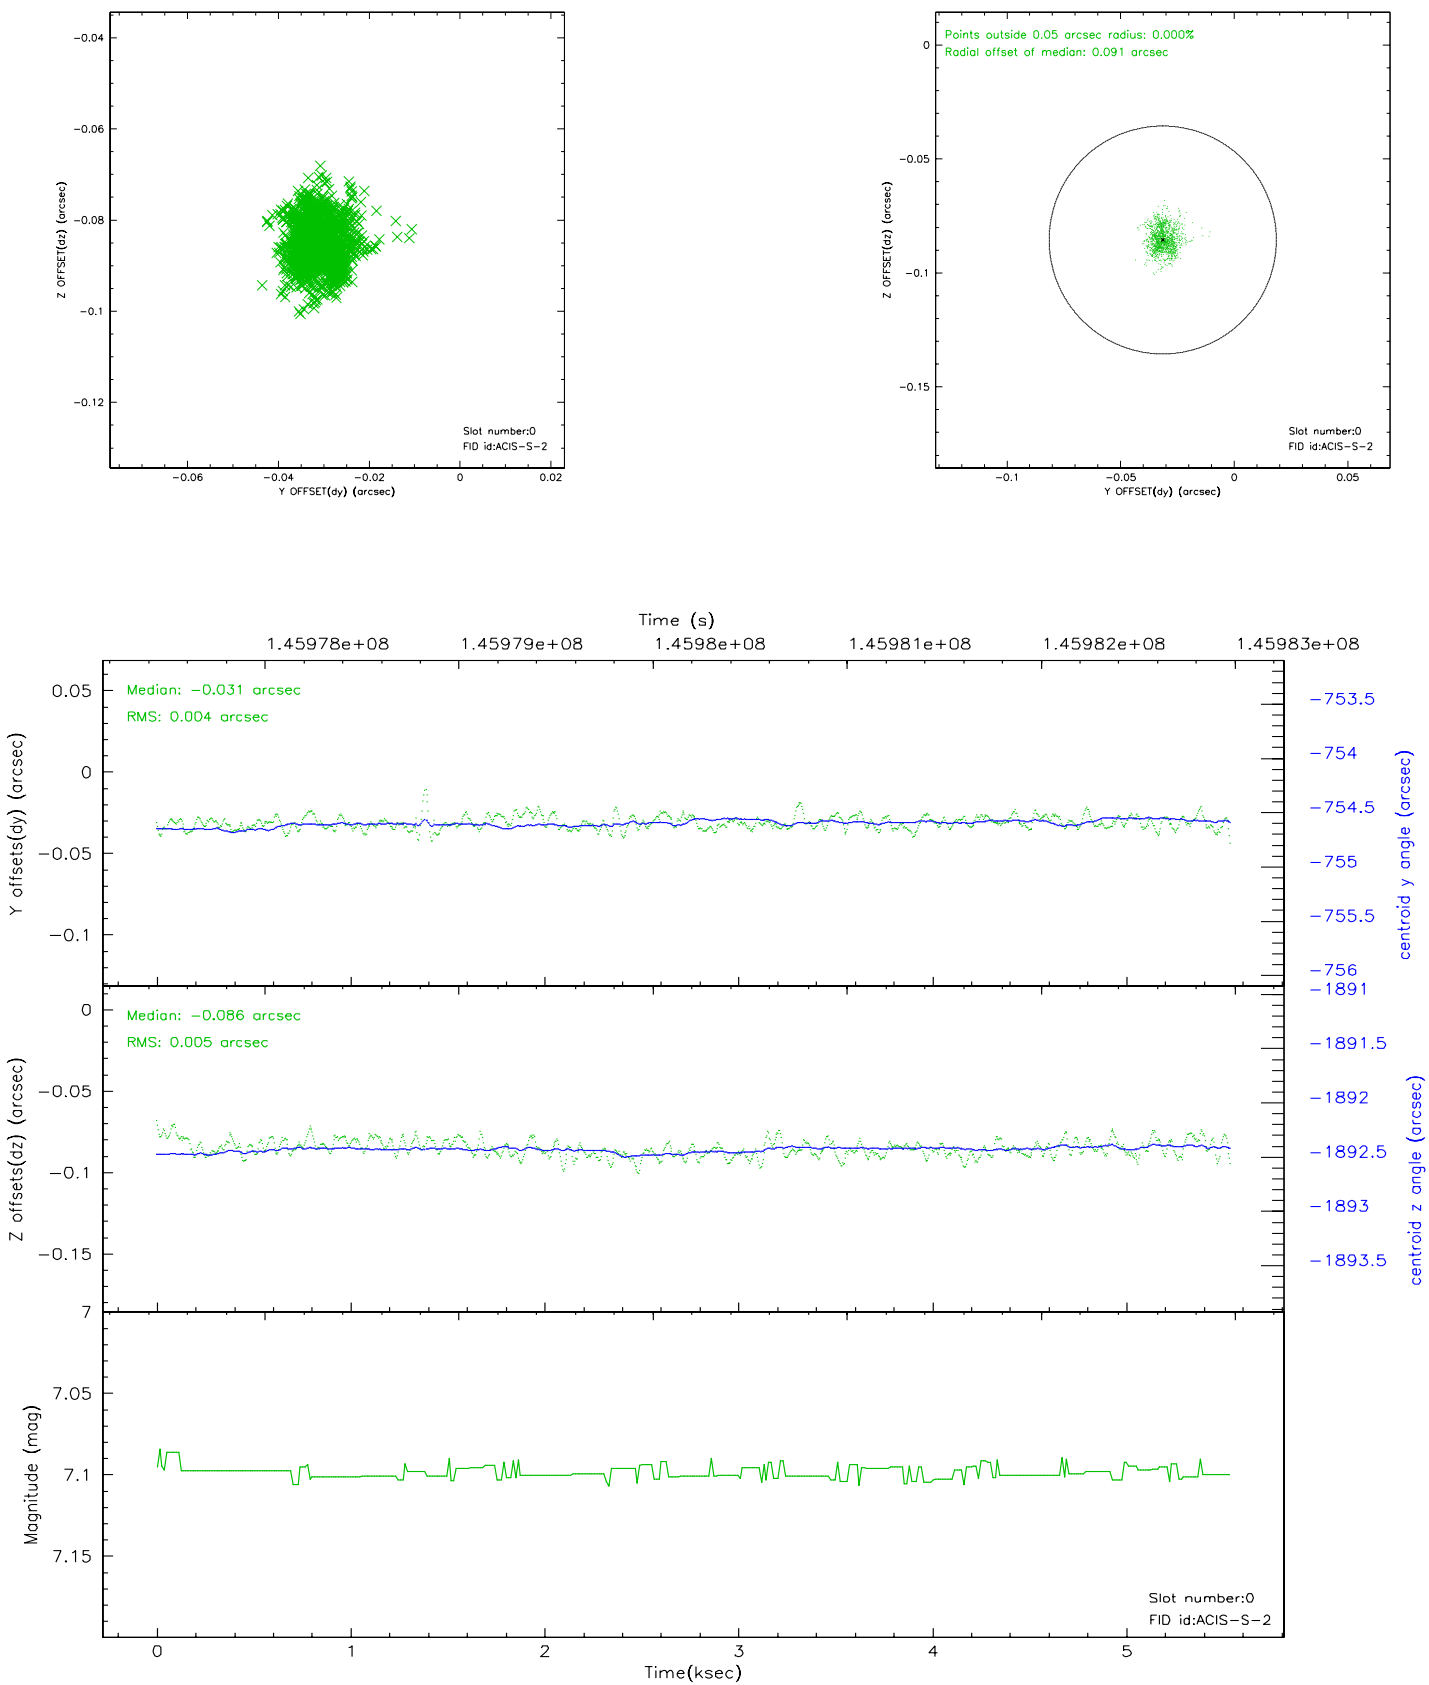 -0.04
-0.06
-0.08
-0.1
-0.12
Z OFFSET(dz) (arcsec)
Slot number:0
FID id:ACIS-S-2
-0.06 -0.04 -0.02 0 0.02
Y OFFSET(dy) (arcsec)
Points outside 0.05 arcsec radius: 0.000%
Radial offset of median: 0.091 arcsec
0
-0.05
-0.1
-0.15
Z OFFSET(dz) (arcsec)
Slot number:0
FID id:ACIS-S-2
-0.1 -0.05 0 0.05
Y OFFSET(dy) (arcsec)
Time (s)
1.45978e+08 1.45979e+08 1.4598e+08 1.45981e+08 1.45982e+08 1.45983e+08
Median: -0.031 arcsec
RMS: 0.004 arcsec
0.05
0
-0.05
-0.1
Y offsets(dy) (arcsec)
-753.5
-754
-754.5
-755
-755.5
-756
centroid y angle (arcsec)
Median: -0.086 arcsec
RMS: 0.005 arcsec
0
-0.05
-0.1
-0.15
Z offsets(dz) (arcsec)
-1891
-1891.5
-1892
-1892.5
-1893
-1893.5
centroid z angle (arcsec)
7
7.05
7.1
7.15
Magnitude (mag)
Slot number:0
FID id:ACIS-S-2
0 1 2 3 4 5
Time(ksec)